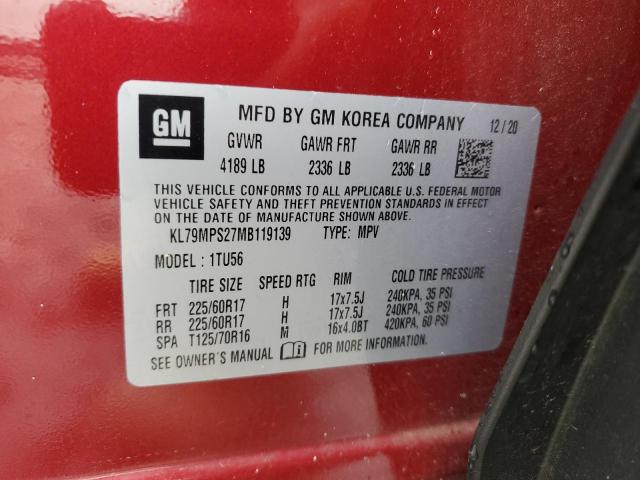 GM MFD BY GM KOREA COMPANY 12/20
GVWR GAWR FRT GAWR RR
4189 LB 2336 LB 2336 LB
THIS VEHICLE CONFORMS TO ALL APPLICABLE U.S. FEDERAL MOTOR
VEHICLE SAFETY AND THEFT PREVENTION STANDARDS IN EFFECT
ON THE DATE OF MANUFACTURE SHOWN ABOVE.
KL79MPS27MB119139 TYPE: MPV
MODEL: 1TU56
TIRE SIZE SPEED RTG RIM COLD TIRE PRESSURE
FRT 225/60R17 H 17x7.5J 240KPA, 35 PSI
RR 225/60R17 H 17x7.5J 240KPA, 35 PSI
SPA T125/70R16 M 16x4.0BT 420KPA, 60 PSI
SEE OWNER'S MANUAL FOR MORE INFORMATION.